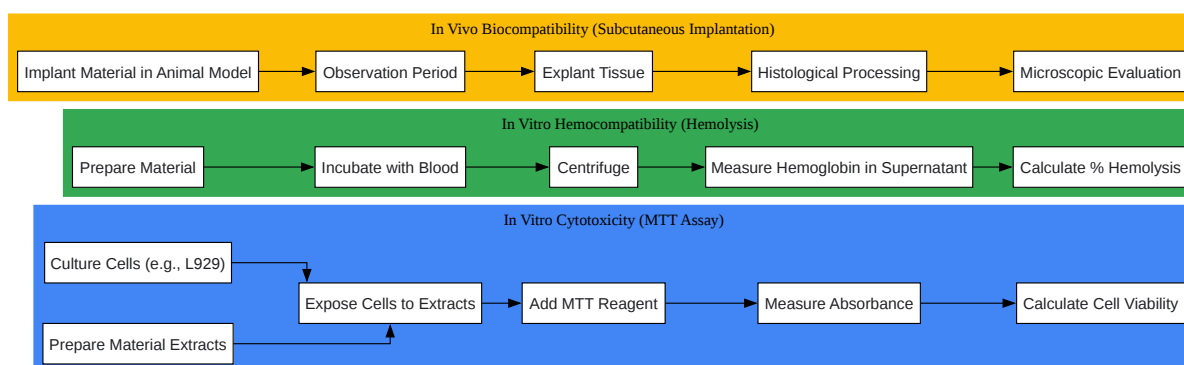 In Vivo Biocompatibility (Subcutaneous Implantation)
Implant Material in Animal Model
Observation Period
Explant Tissue
Histological Processing
Microscopic Evaluation
In Vitro Hemocompatibility (Hemolysis)
Prepare Material
Incubate with Blood
Centrifuge
Measure Hemoglobin in Supernatant
Calculate % Hemolysis
In Vitro Cytotoxicity (MTT Assay)
Culture Cells (e.g., L929)
Prepare Material Extracts
Expose Cells to Extracts
Add MTT Reagent
Measure Absorbance
Calculate Cell Viability